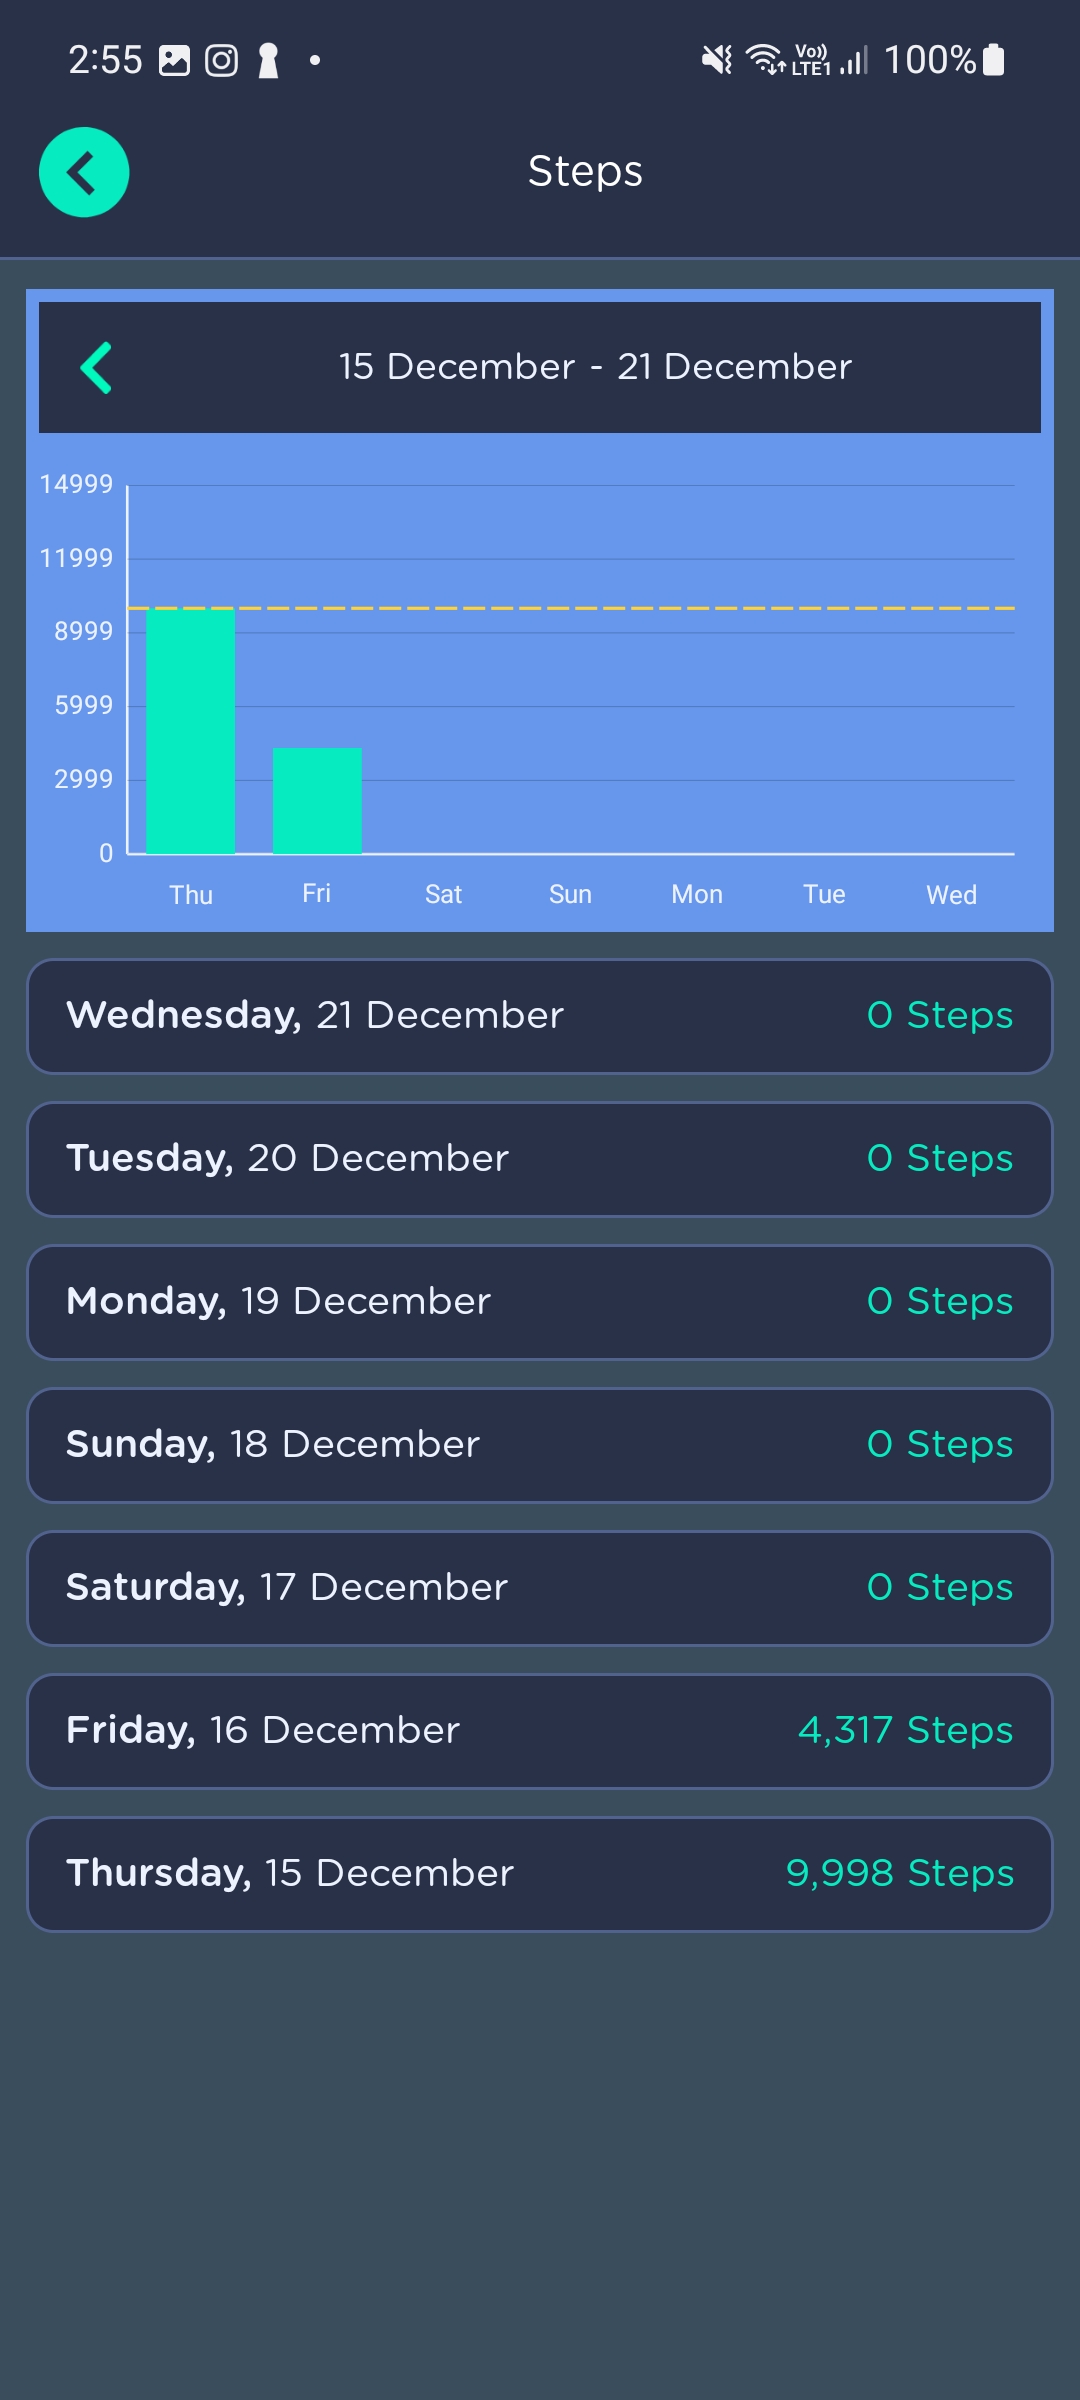 2:55 Vo)) LTE1 100%
Steps
15 December - 21 December
14999
11999
8999
5999
2999
0
Thu Fri Sat Sun Mon Tue Wed
Wednesday, 21 December 0 Steps
Tuesday, 20 December 0 Steps
Monday, 19 December 0 Steps
Sunday, 18 December 0 Steps
Saturday, 17 December 0 Steps
Friday, 16 December 4,317 Steps
Thursday, 15 December 9,998 Steps